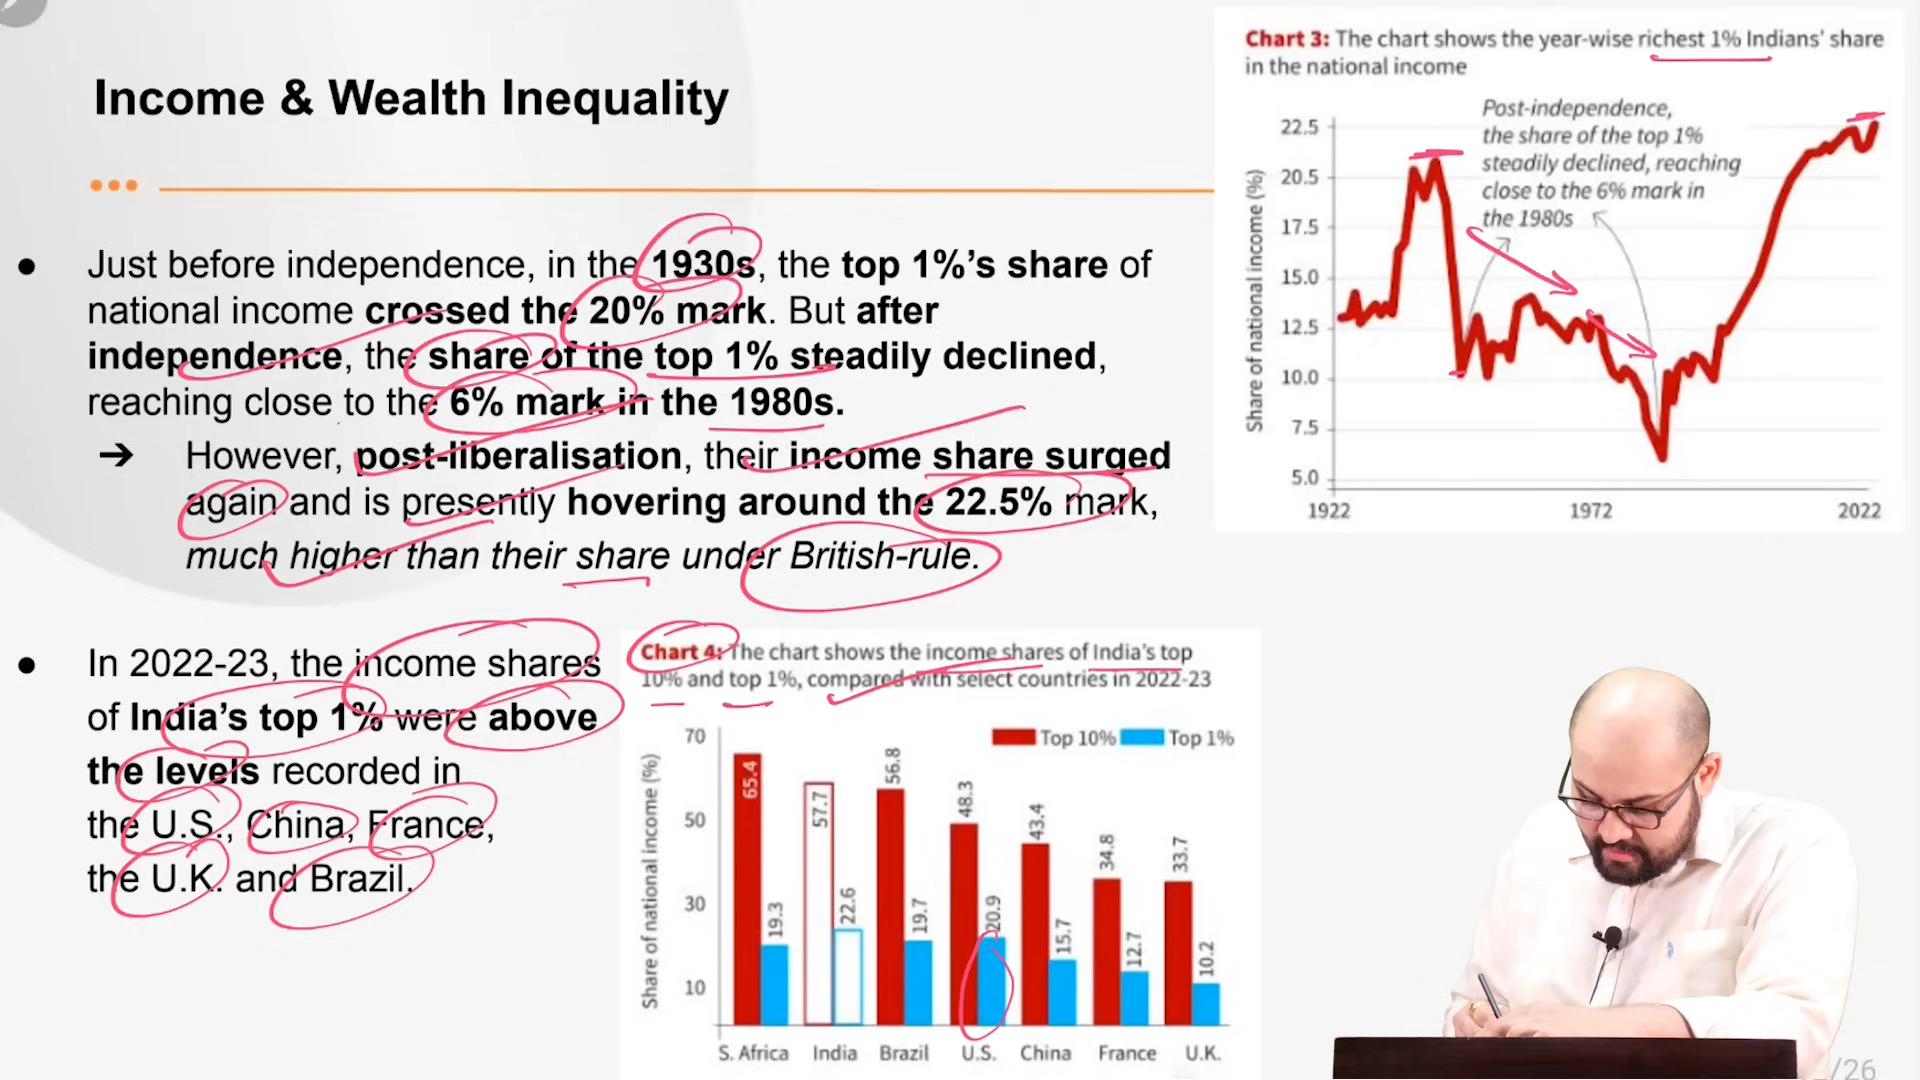 Income & Wealth Inequality
● Just before independence, in the 1930s, the top 1%’s share of
national income crossed the 20% mark. But after
independence, the share of the top 1% steadily declined,
reaching close to the 6% mark in the 1980s.
➔ However, post-liberalisation, their income share surged
again and is presently hovering around the 22.5% mark,
much higher than their share under British-rule.
● In 2022-23, the income shares
of India’s top 1% were above
the levels recorded in
the U.S., China, France,
the U.K. and Brazil.
Chart 3: The chart shows the year-wise richest 1% Indians’ share
in the national income
Post-independence,
the share of the top 1%
steadily declined, reaching
close to the 6% mark in
the 1980s
Share of national income (%)
22.5
20.5
17.5
15.0
12.5
10.0
7.5
5.0
1922 1972 2022
Chart 4: The chart shows the income shares of India’s top
10% and top 1%, compared with select countries in 2022-23
Top 10% Top 1%
Share of national income (%)
70
50
30
10
65.4 19.3 57.7 22.6 56.8 19.7 48.3 20.9 43.4 15.7 34.8 12.7 33.7 10.2
S. Africa India Brazil U.S. China France U.K.
/26